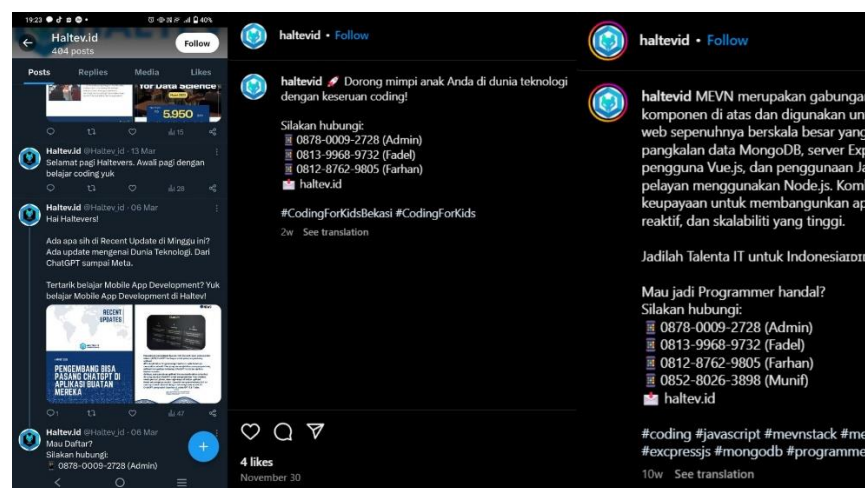 19:23
40%
Haltev.id
404 posts
Follow
Posts Replies Media Likes
for Data Science
5.950
15
Haltev.id @Haltev_id · 13 Mar
Selamat pagi Haltevers. Awali pagi dengan
belajar coding yuk
28
Haltev.id @Haltev_id · 06 Mar
Hai Haltevers!
Ada apa sih di Recent Update di Minggu ini?
Ada update mengenai Dunia Teknologi. Dari
ChatGPT sampai Meta.
Tertarik belajar Mobile App Development? Yuk
belajar Mobile App Development di Haltev!
RECENT
UPDATES
PENGEMBANG BISA
PASANG CHATGPT DI
APLIKASI BUATAN
MEREKA
1
47
Haltev.id @Haltev_id · 06 Mar
Mau Daftar?
Silakan hubungi:
📱 0878-0009-2728 (Admin)
haltevid • Follow
haltevid 🚀 Dorong mimpi anak Anda di dunia teknologi
dengan keseruan coding!
Silakan hubungi:
📱 0878-0009-2728 (Admin)
📱 0813-9968-9732 (Fadel)
📱 0812-8762-9805 (Farhan)
📩 haltev.id
#CodingForKidsBekasi #CodingForKids
2w See translation
4 likes
November 30
haltevid • Follow
haltevid MEVN merupakan gabungan
komponen di atas dan digunakan un
web sepenuhnya berskala besar yang
pangkalan data MongoDB, server Exp
pengguna Vue.js, dan penggunaan Ja
pelayan menggunakan Node.js. Komb
keupayaan untuk membangunkan ap
reaktif, dan skalabiliti yang tinggi.
Jadilah Talenta IT untuk Indonesia
Mau jadi Programmer handal?
Silakan hubungi:
📱 0878-0009-2728 (Admin)
📱 0813-9968-9732 (Fadel)
📱 0812-8762-9805 (Farhan)
📱 0852-8026-3898 (Munif)
📩 haltev.id
#coding #javascript #mevnstack #me
#excpressjs #mongodb #programme
10w See translation